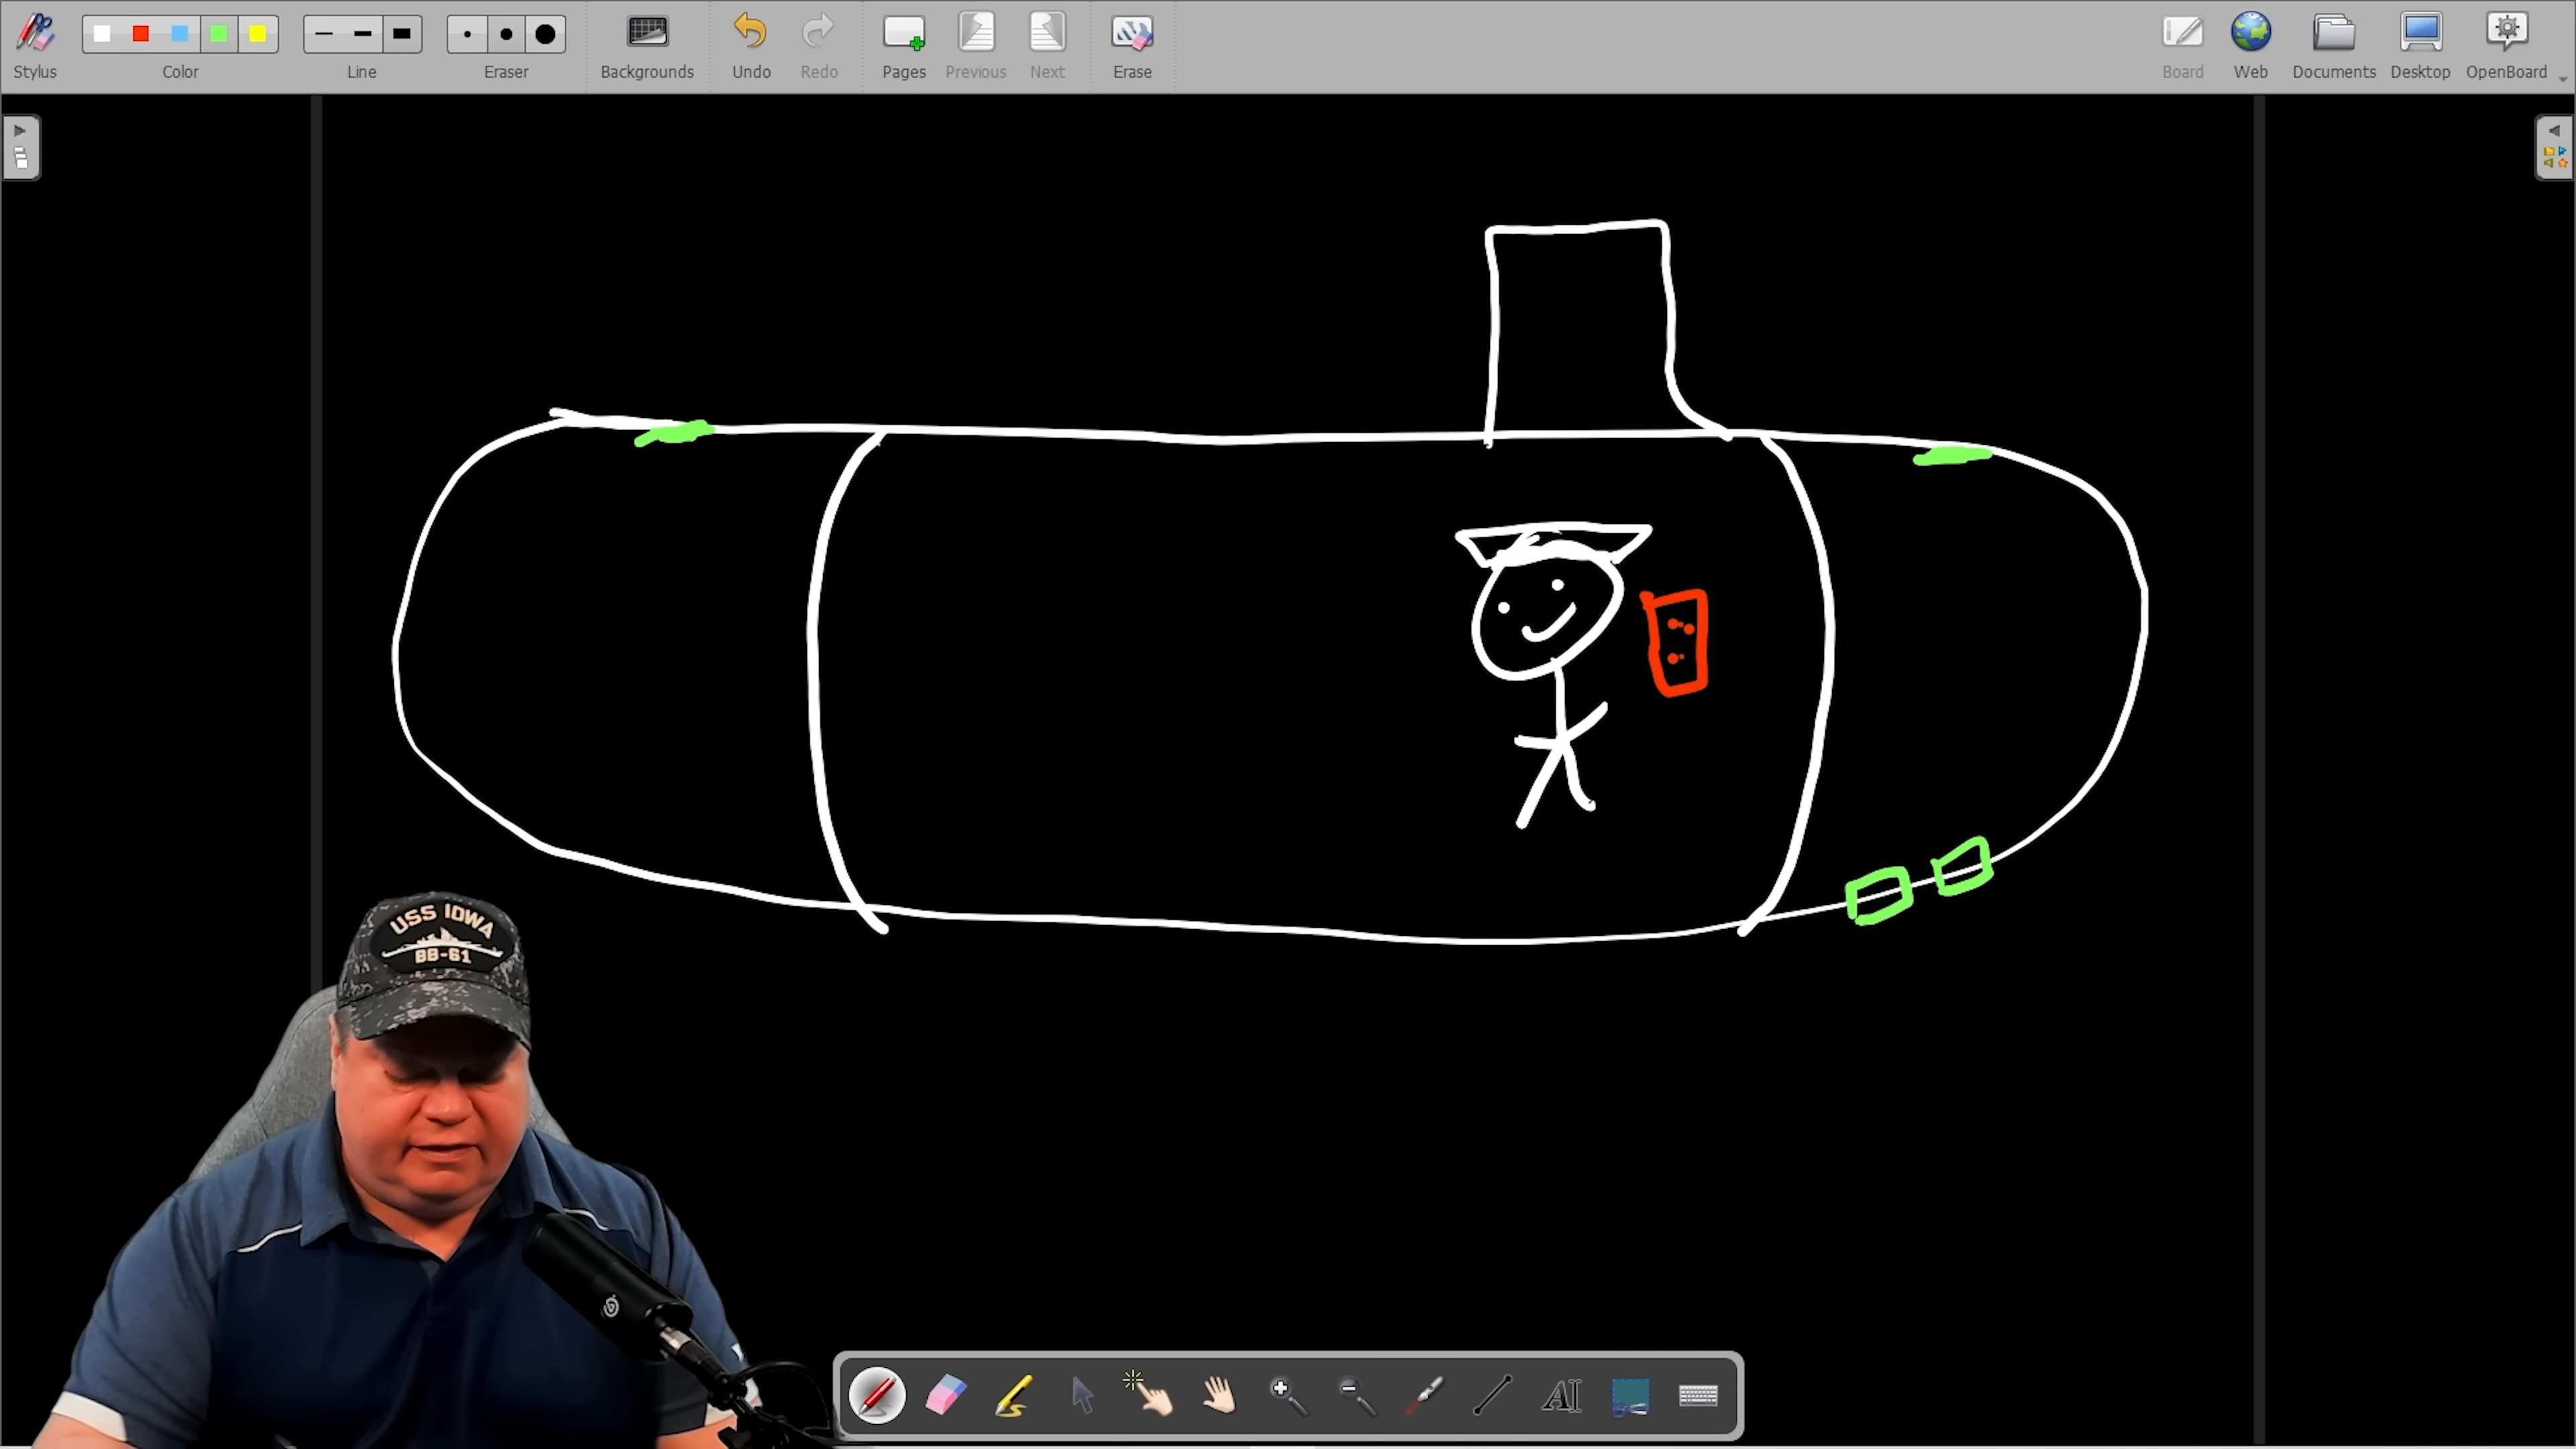 Stylus
Color
Line
Eraser
Backgrounds
Undo
Redo
Pages
Previous
Next
Erase
Board
Web
Documents
Desktop
OpenBoard
USS IOWA
BB-61
AI